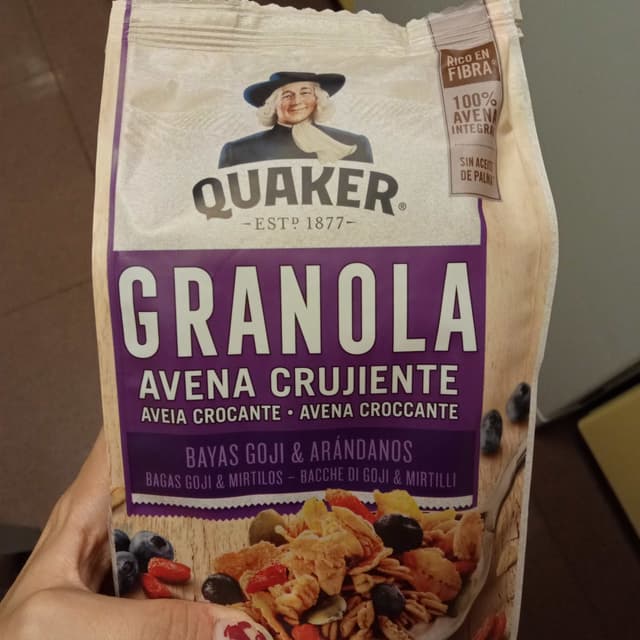 RICO EN
FIBRA
100%
AVENA
INTEGRAL
SIN ACEITE
DE PALMA
QUAKER®
ESTD 1877
GRANOLA
AVENA CRUJIENTE
AVEIA CROCANTE • AVENA CROCCANTE
BAYAS GOJI & ARÁNDANOS
BAGAS GOJI & MIRTILOS – BACCHE DI GOJI & MIRTILLI